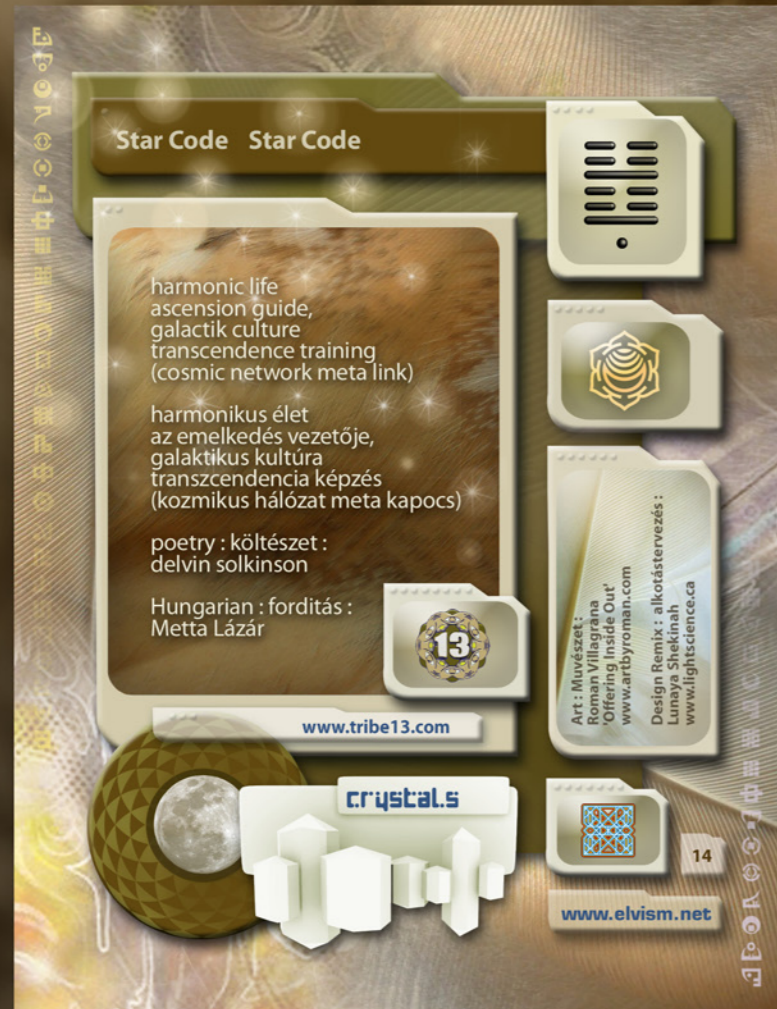 Star Code   Star Code
harmonic life
ascension guide,
galactik culture
transcendence training
(cosmic network meta link)
harmonikus élet
az emelkedés vezetője,
galaktikus kultúra
transzcendencia képzés
(kozmikus hálózat meta kapocs)
poetry : költészet :
delvin solkinson
Hungarian : forditás :
Metta Lázár
13
www.tribe13.com
Art : Muvészet :
Roman Villagrana
'Offering Inside Out'
www.artbyroman.com
Design Remix : alkotástervezés :
Lunaya Shekinah
www.lightscience.ca
crystal.s
14
www.elvism.net